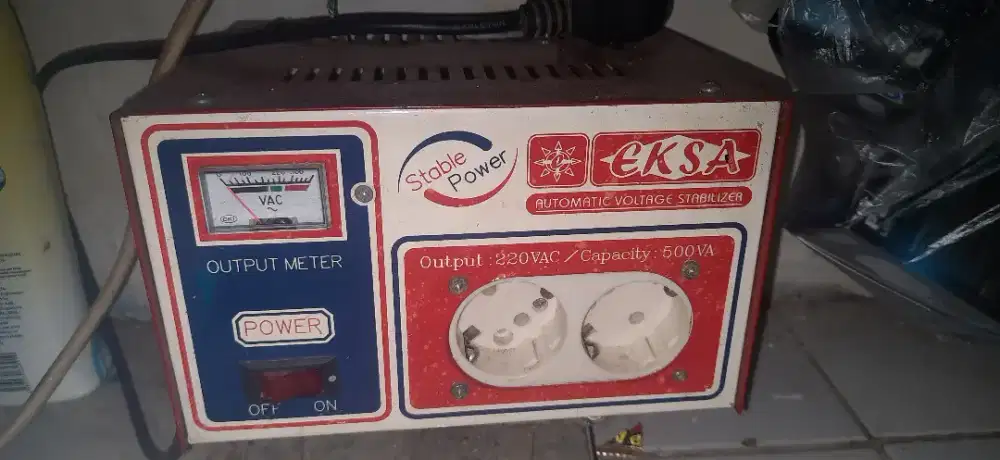 Stable
Power
EKSA
AUTOMATIC VOLTAGE STABILIZER
VAC
~
OUTPUT METER
POWER
OFF ON
Output : 220VAC / Capacity : 500VA